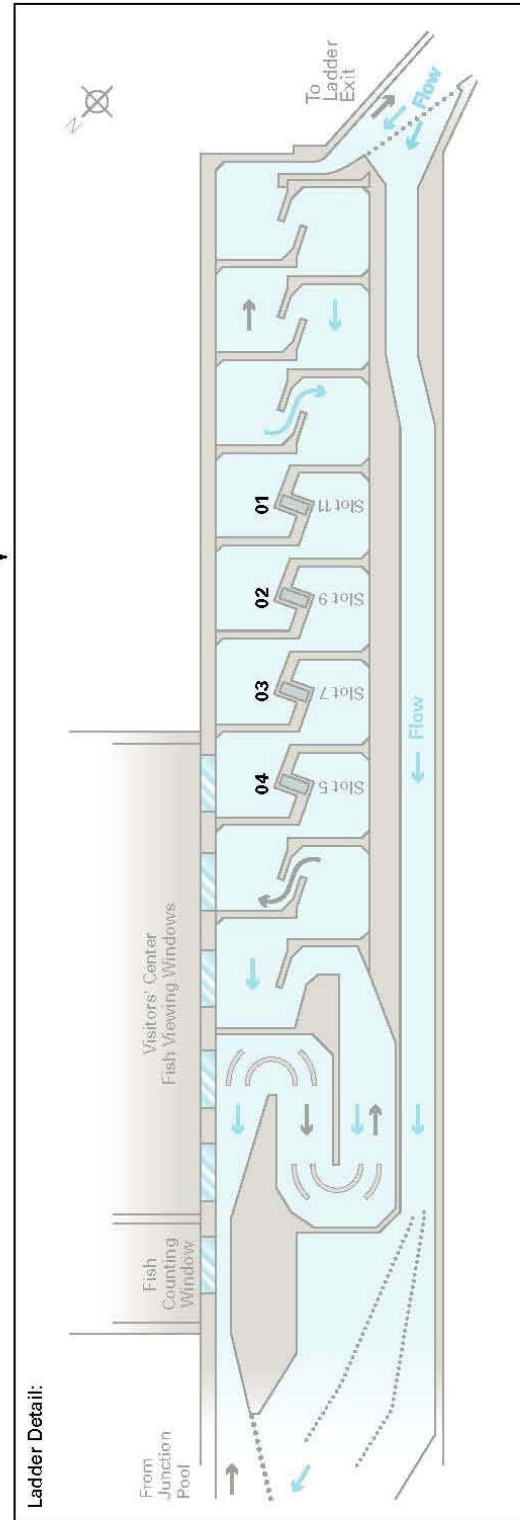 Ladder Detail:
From
Junction
Pool
Fish
Counting
Window
Visitors' Center
Fish Viewing Windows
04
03
02
01
Slot 5
Slot 7
Slot 9
Slot 11
Flow
To
Ladder
Exit
Flow
N